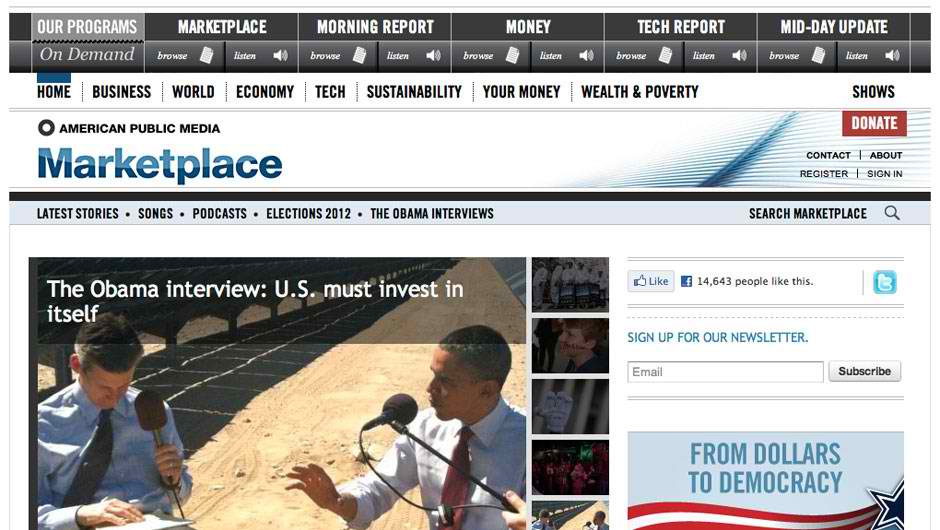 OUR PROGRAMS MARKETPLACE MORNING REPORT MONEY TECH REPORT MID-DAY UPDATE
On Demand browse listen browse listen browse listen browse listen browse listen
HOME BUSINESS WORLD ECONOMY TECH SUSTAINABILITY YOUR MONEY WEALTH & POVERTY SHOWS
AMERICAN PUBLIC MEDIA
DONATE
Marketplace
CONTACT | ABOUT
REGISTER | SIGN IN
LATEST STORIES • SONGS • PODCASTS • ELECTIONS 2012 • THE OBAMA INTERVIEWS SEARCH MARKETPLACE
The Obama interview: U.S. must invest in
itself
Like 14,643 people like this.
SIGN UP FOR OUR NEWSLETTER.
Email Subscribe
FROM DOLLARS
TO DEMOCRACY